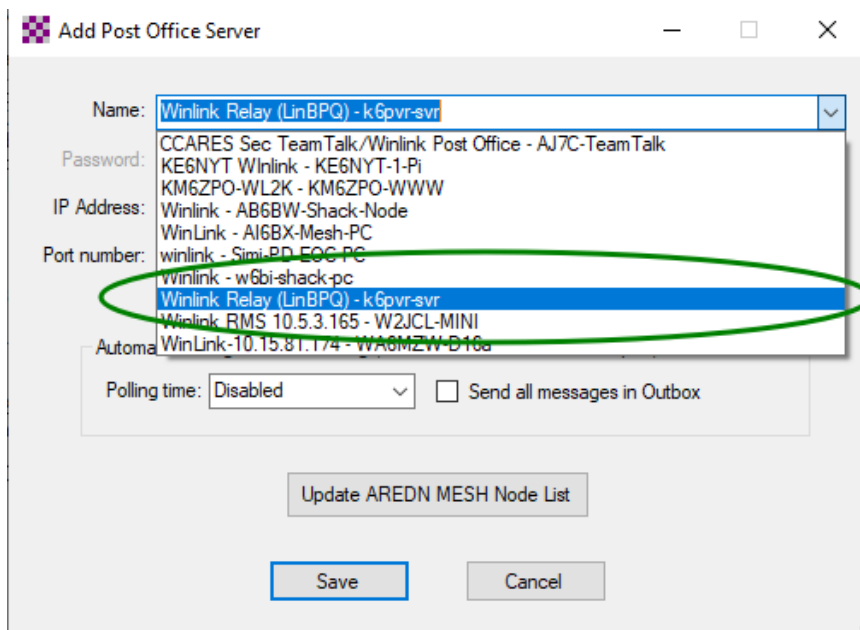 Add Post Office Server
Name: Winlink Relay (LinBPQ) - k6pvr-svr
CCARES Sec TeamTalk/Winlink Post Office - AJ7C-TeamTalk
Password: KE6NYT WInlink - KE6NYT-1-Pi
KM6ZPO-WL2K - KM6ZPO-WWW
IP Address: Winlink - AB6BW-Shack-Node
WinLink - AI6BX-Mesh-PC
Port number: winlink - Simi-PD-EOC-PC
Winlink - w6bi-shack-pc
Winlink Relay (LinBPQ) - k6pvr-svr
Winlink RMS 10.5.3.165 - W2JCL-MINI
Automa WinLink-10.15.81.174 - WA6MZW-D16a
Polling time: Disabled Send all messages in Outbox
Update AREDN MESH Node List
Save Cancel